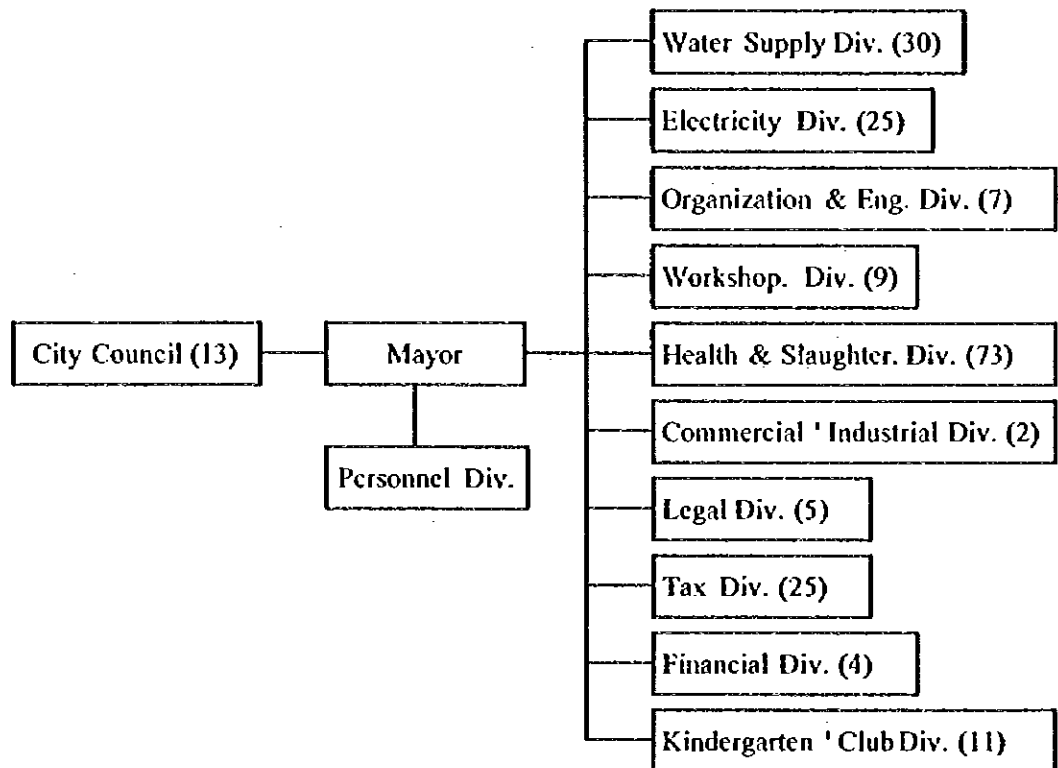 Water Supply Div. (30)
Electricity Div. (25)
Organization & Eng. Div. (7)
Workshop. Div. (9)
City Council (13)
Mayor
Health & Slaughter. Div. (73)
Commercial ' Industrial Div. (2)
Personnel Div.
Legal Div. (5)
Tax Div. (25)
Financial Div. (4)
Kindergarten ' Club Div. (11)